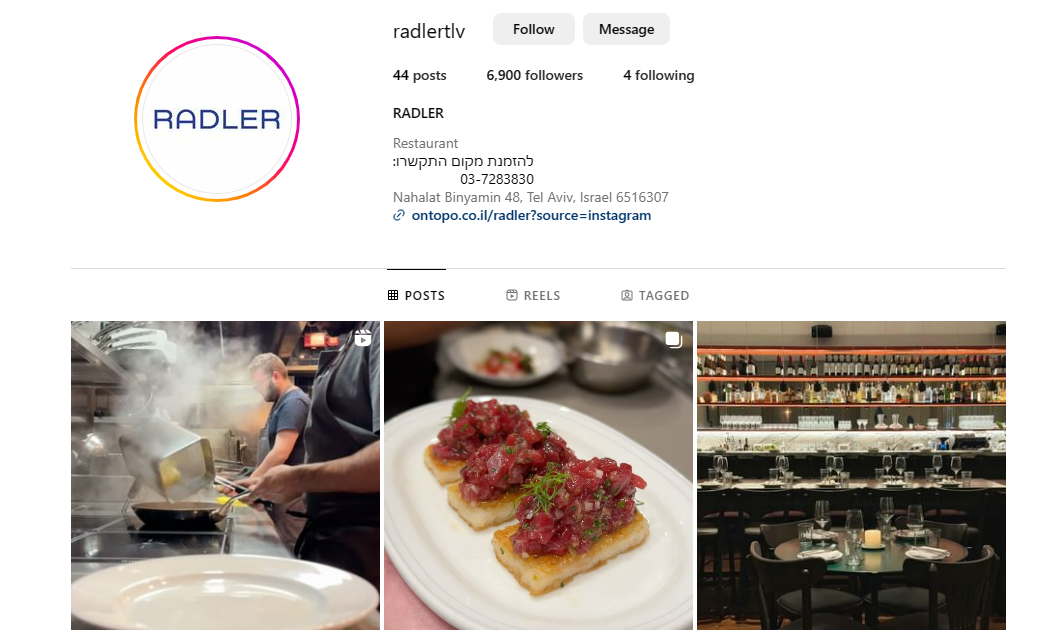 radlertlv Follow Message
44 posts 6,900 followers 4 following
RADLER
RADLER
Restaurant
להזמנת מקום התקשרו:
03-7283830
Nahalat Binyamin 48, Tel Aviv, Israel 6516307
ontopo.co.il/radler?source=instagram
POSTS REELS TAGGED